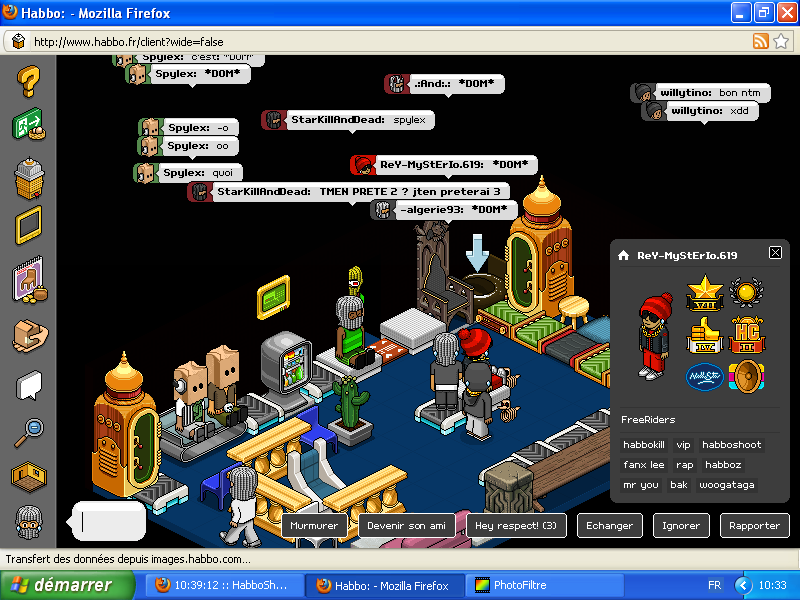 Habbo: - Mozilla Firefox
http://www.habbo.fr/client?wide=false
Spylex: c'est: *DOM*
Spylex: *DOM*
.:And:.: *DOM*
willytino: bon ntm
willytino: xdd
StarKillAndDead: spylex
Spylex: -o
Spylex: oo
ReY-MyStErIo.619: *DOM*
Spylex: quoi
StarKillAndDead: TMEN PRETE 2 ? jten preterai 3
-algerie93: *DOM*
ReY-MyStErIo.619
HC
FreeRiders
habbokill vip habboshoot
fanx lee rap habboz
mr you bak woogataga
Murmurer Devenir son ami Hey respect! (3) Echanger Ignorer Rapporter
Transfert des données depuis images.habbo.com...
démarrer 10:39:12 :: HabboSh... Habbo: - Mozilla Firefox PhotoFiltre FR 10:33